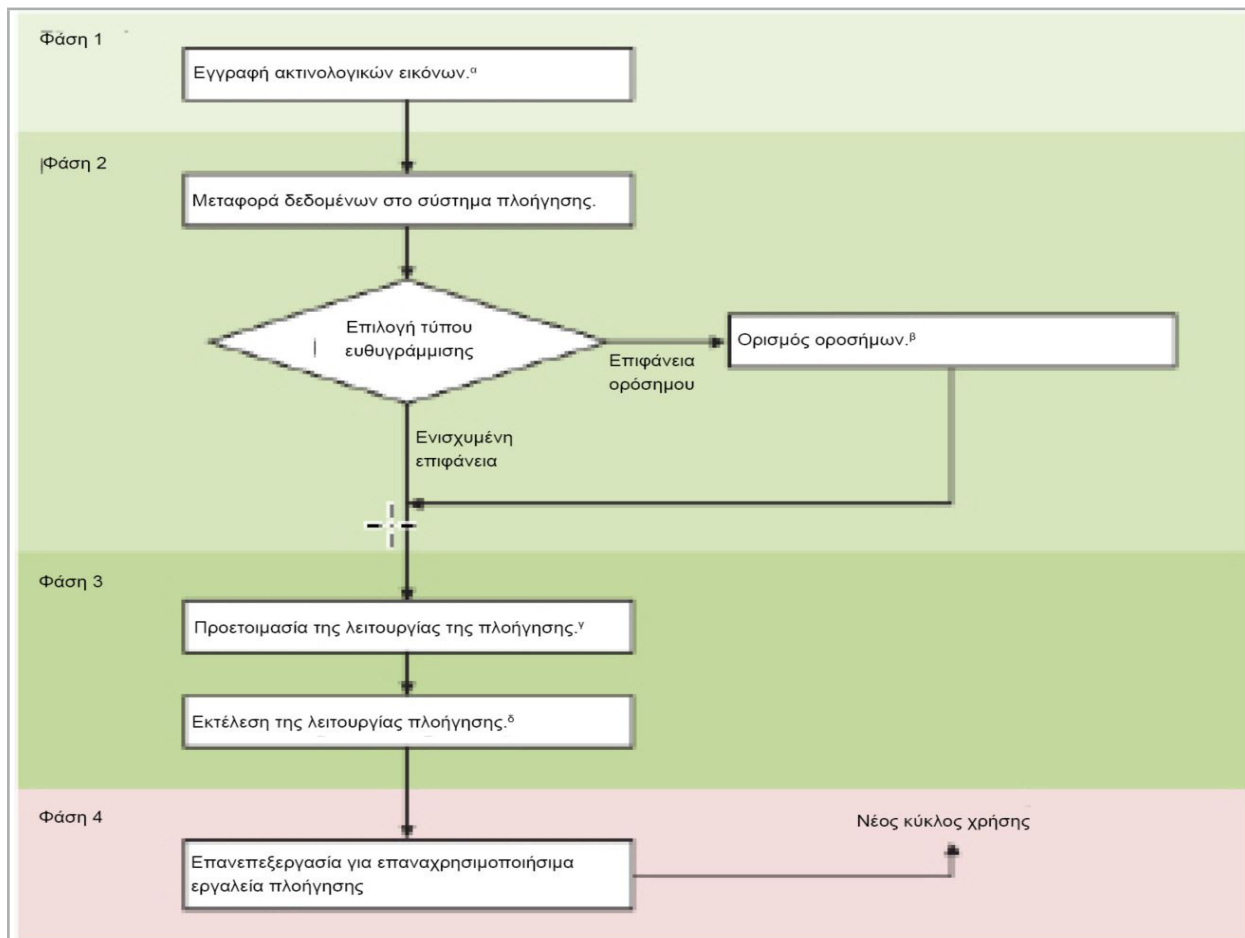 Φάση 1
Εγγραφή ακτινολογικών εικόνων.α
Φάση 2
Μεταφορά δεδομένων στο σύστημα πλοήγησης.
Επιλογή τύπου
ευθυγράμμισης
Επιφάνεια
ορόσημου
Ορισμός οροσήμων.β
Ενισχυμένη
επιφάνεια
Φάση 3
Προετοιμασία της λειτουργίας της πλοήγησης.γ
Εκτέλεση της λειτουργίας πλοήγησης.δ
Φάση 4
Νέος κύκλος χρήσης
Επανεπεξεργασία για επαναχρησιμοποιήσιμα
εργαλεία πλοήγησης